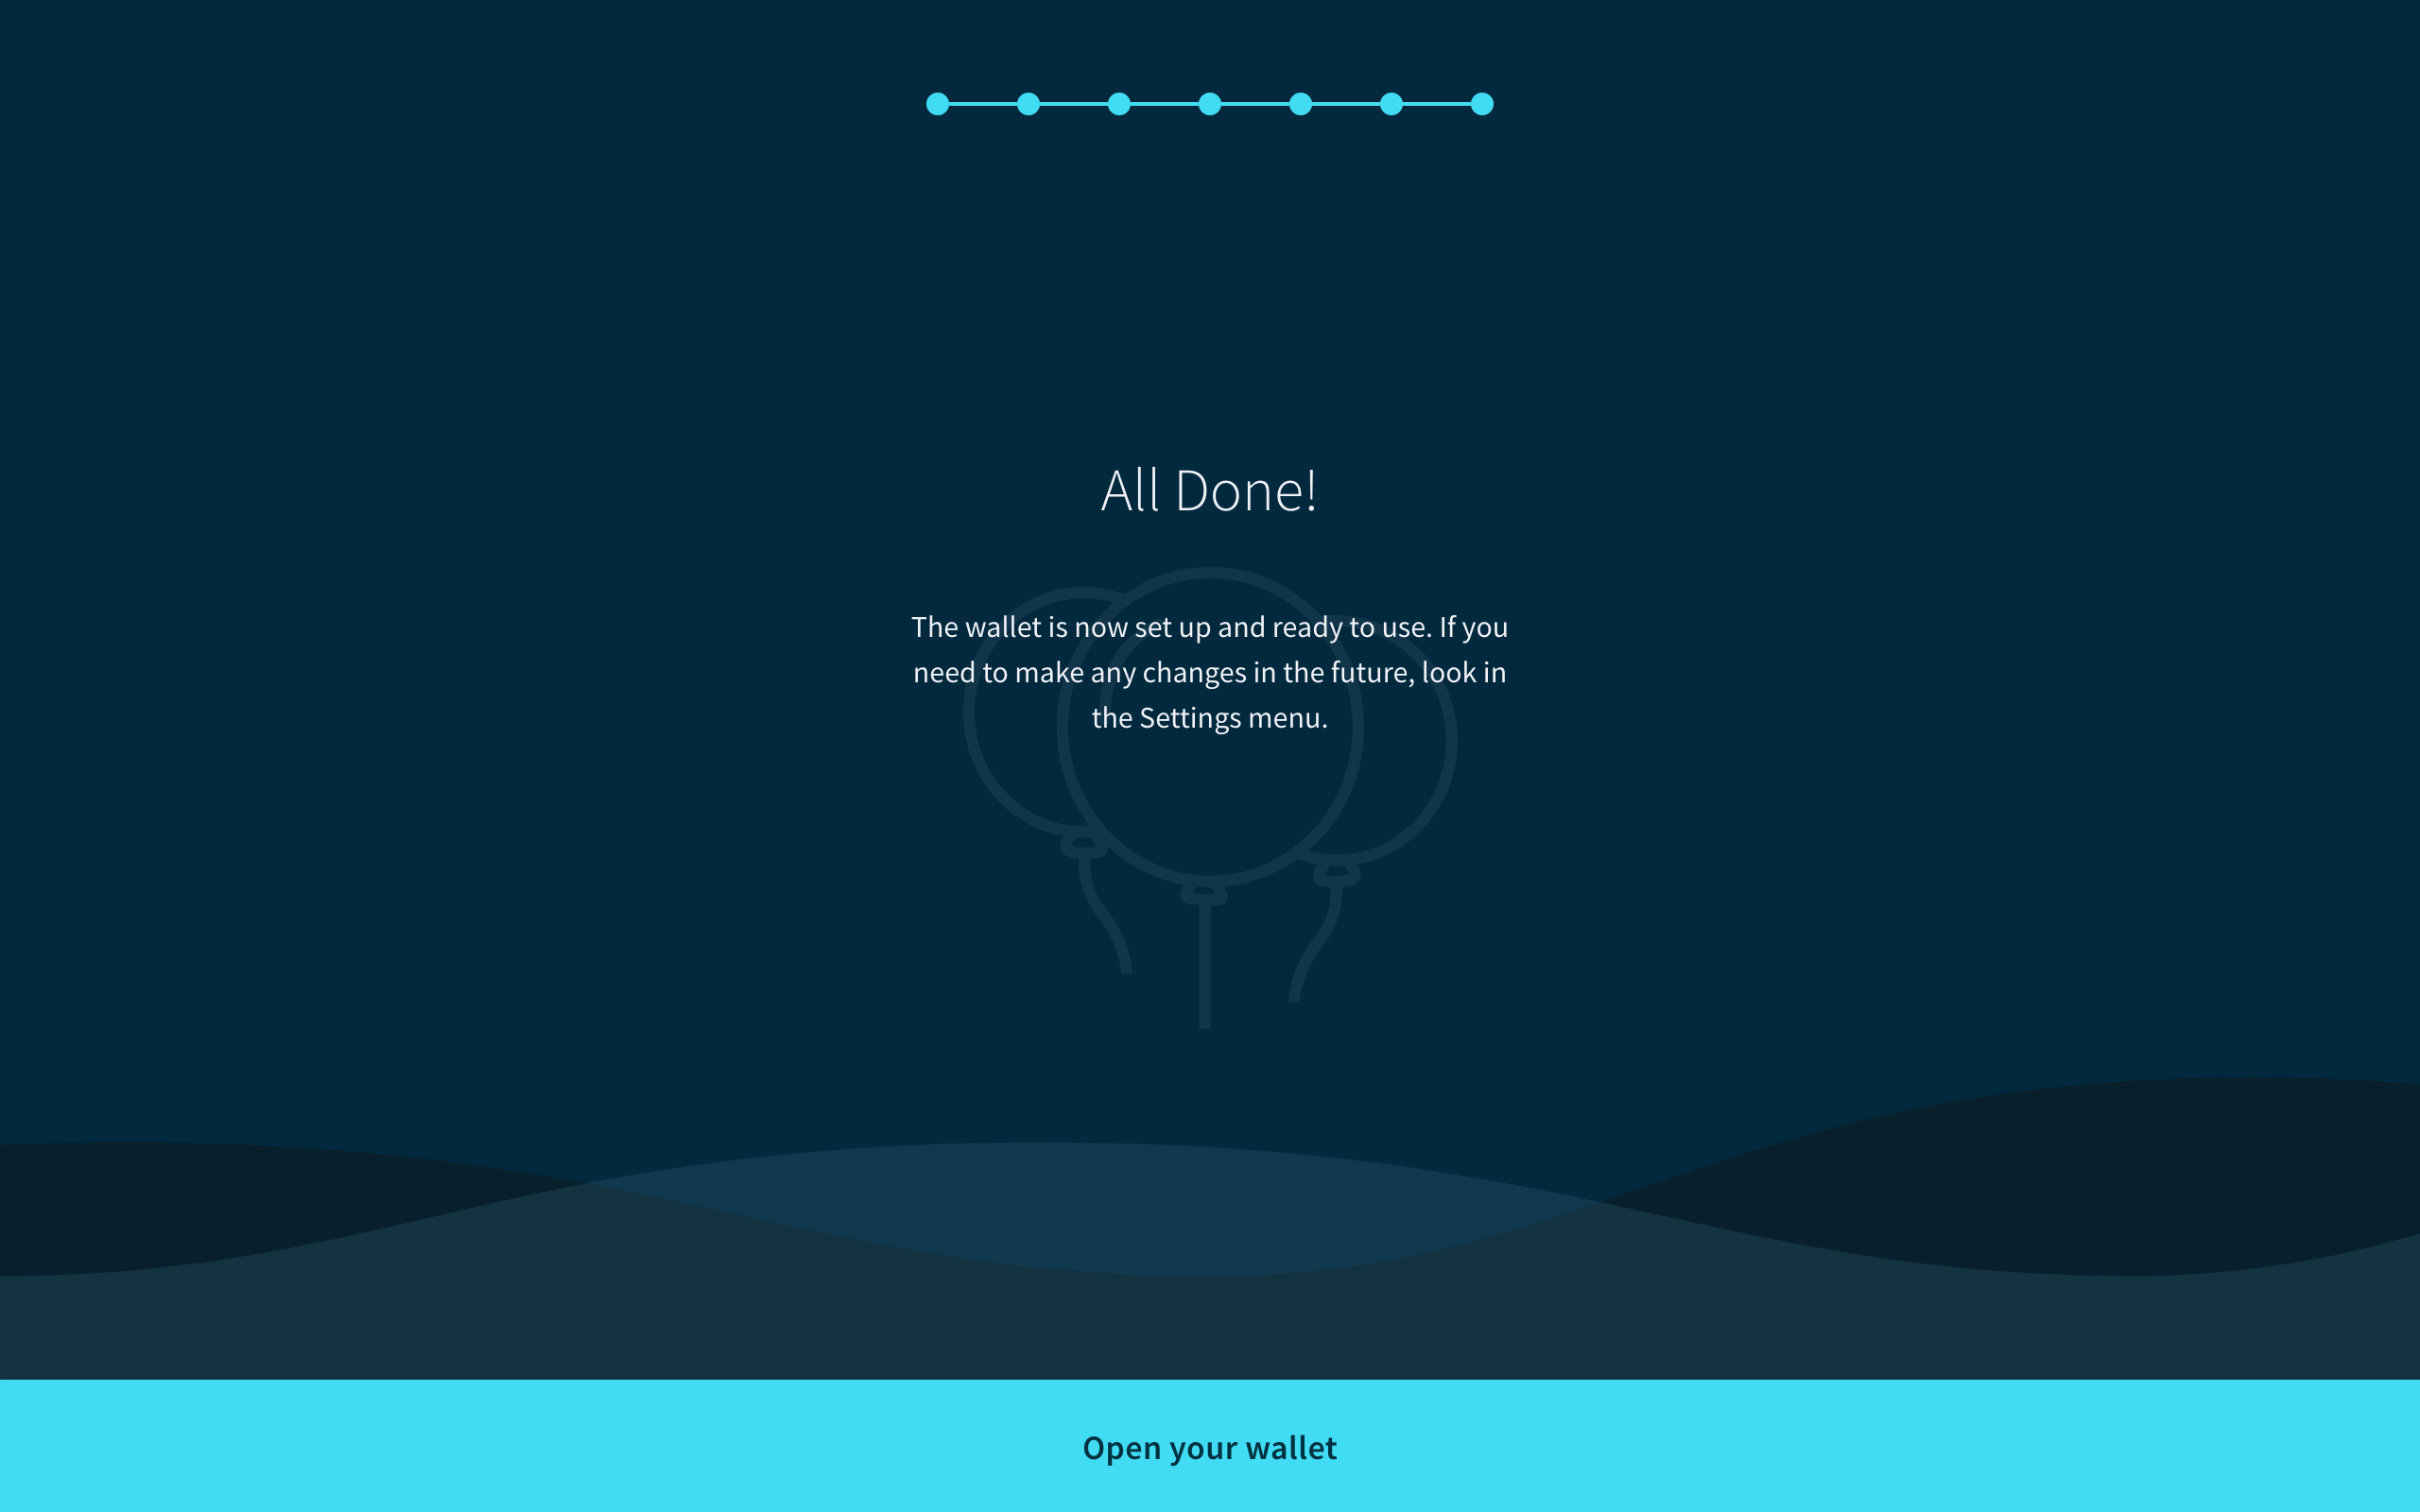 All Done!
The wallet is now set up and ready to use. If you
need to make any changes in the future, look in
the Settings menu.
Open your wallet